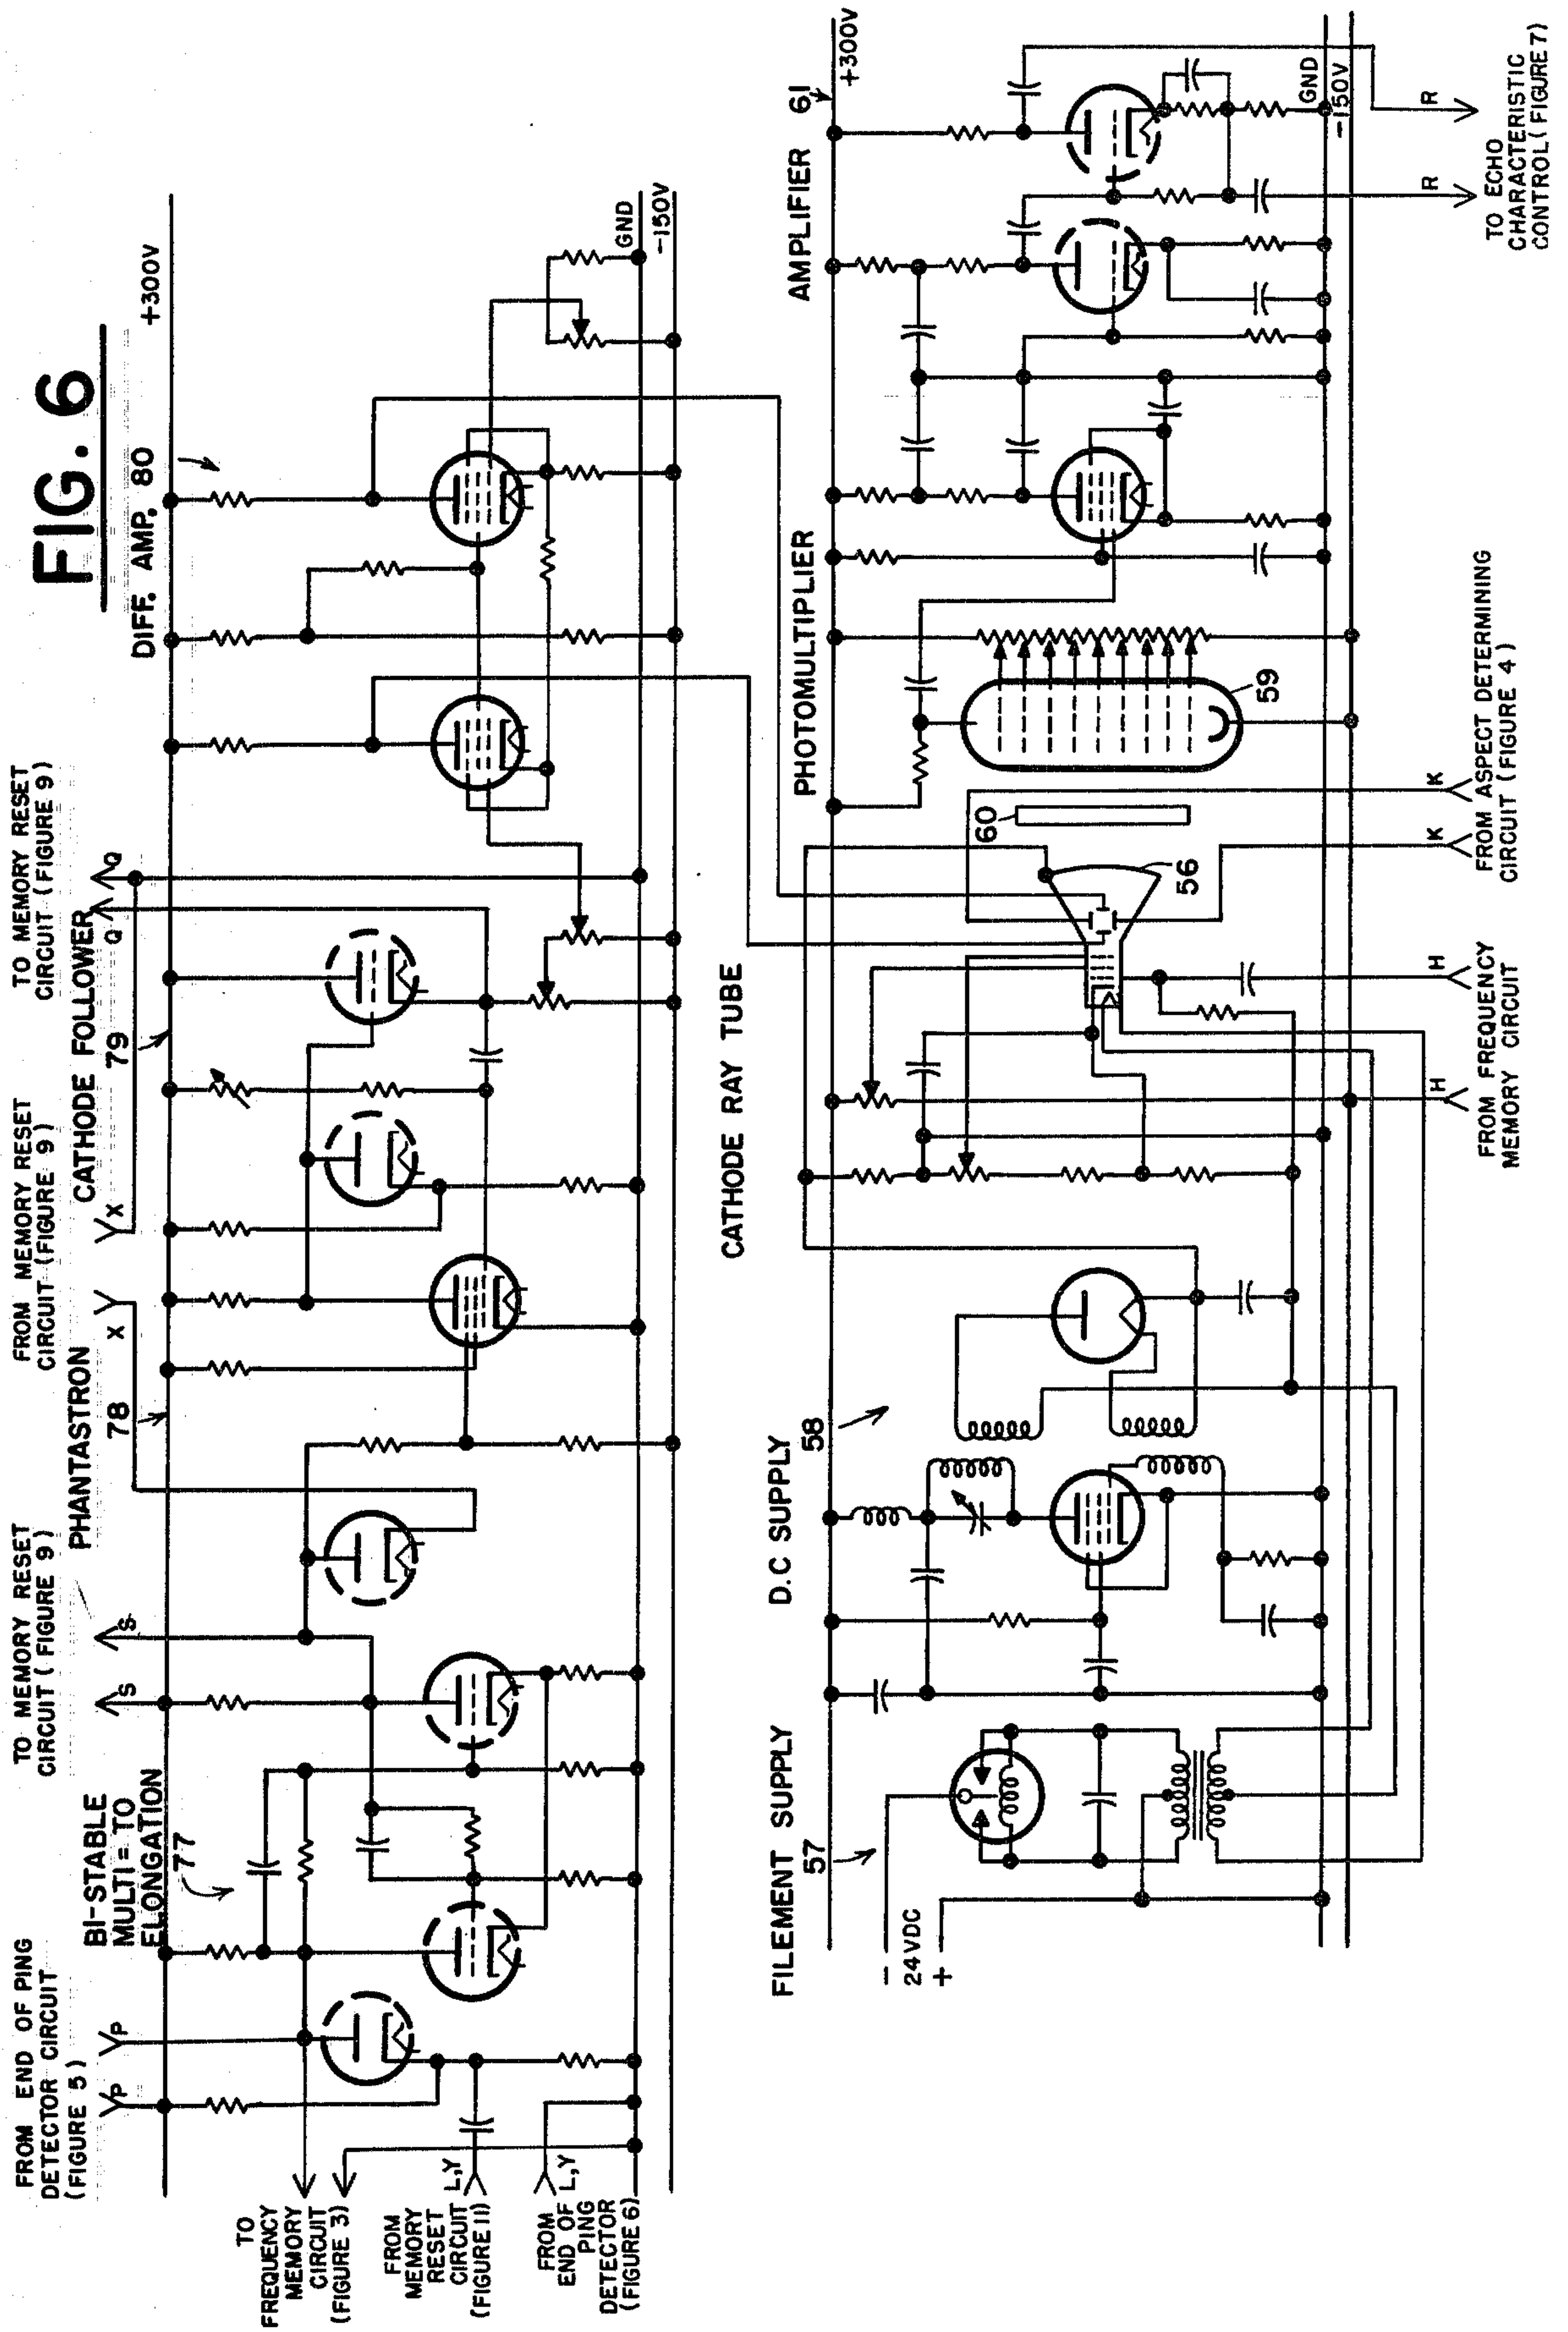 FIG. 6
FROM END OF PING
DETECTOR CIRCUIT
(FIGURE 5)
P
P
BI-STABLE
MULTI= TO
ELONGATION
77
TO MEMORY RESET
CIRCUIT (FIGURE 9)
S
S
PHANTASTRON
78
FROM MEMORY RESET
CIRCUIT (FIGURE 9)
X
X
CATHODE FOLLOWER
79
TO MEMORY RESET
CIRCUIT (FIGURE 9)
Q
Q
DIFF. AMP. 80
+300V
GND
-150V
TO
FREQUENCY
MEMORY
CIRCUIT
(FIGURE 3)
FROM
MEMORY
RESET
CIRCUIT
(FIGURE 11)
L,Y
FROM
END OF
PING
DETECTOR
(FIGURE 6)
L,Y
FILEMENT SUPPLY
57
- 24VDC +
D.C SUPPLY
58
CATHODE RAY TUBE
56
60
PHOTOMULTIPLIER
59
AMPLIFIER 61
+300V
GND
-150V
H
H
FROM FREQUENCY
MEMORY CIRCUIT
K
K
FROM ASPECT DETERMINING
CIRCUIT (FIGURE 4)
R
R
TO ECHO
CHARACTERISTIC
CONTROL (FIGURE 7)